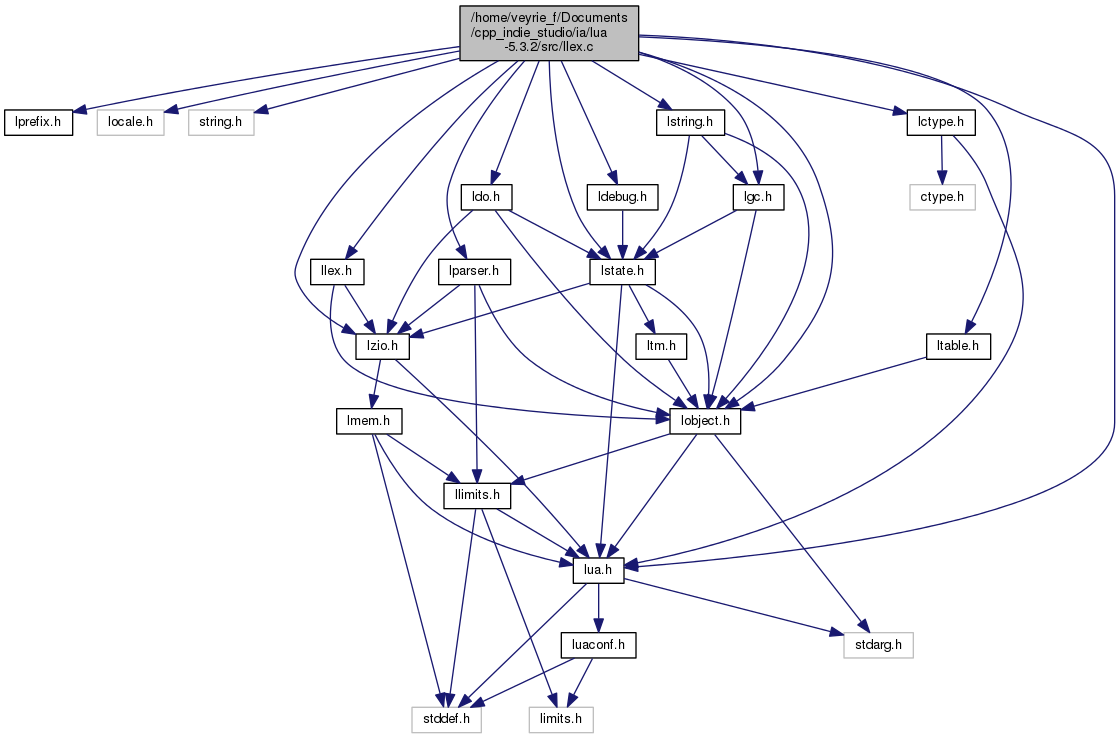 /home/veyrie_f/Documents
/cpp_indie_studio/ia/lua
-5.3.2/src/llex.c
lprefix.h
locale.h
string.h
lstring.h
lctype.h
ldo.h
ldebug.h
lgc.h
ctype.h
llex.h
lparser.h
lstate.h
lzio.h
ltm.h
ltable.h
lmem.h
lobject.h
llimits.h
lua.h
luaconf.h
stdarg.h
stddef.h
limits.h